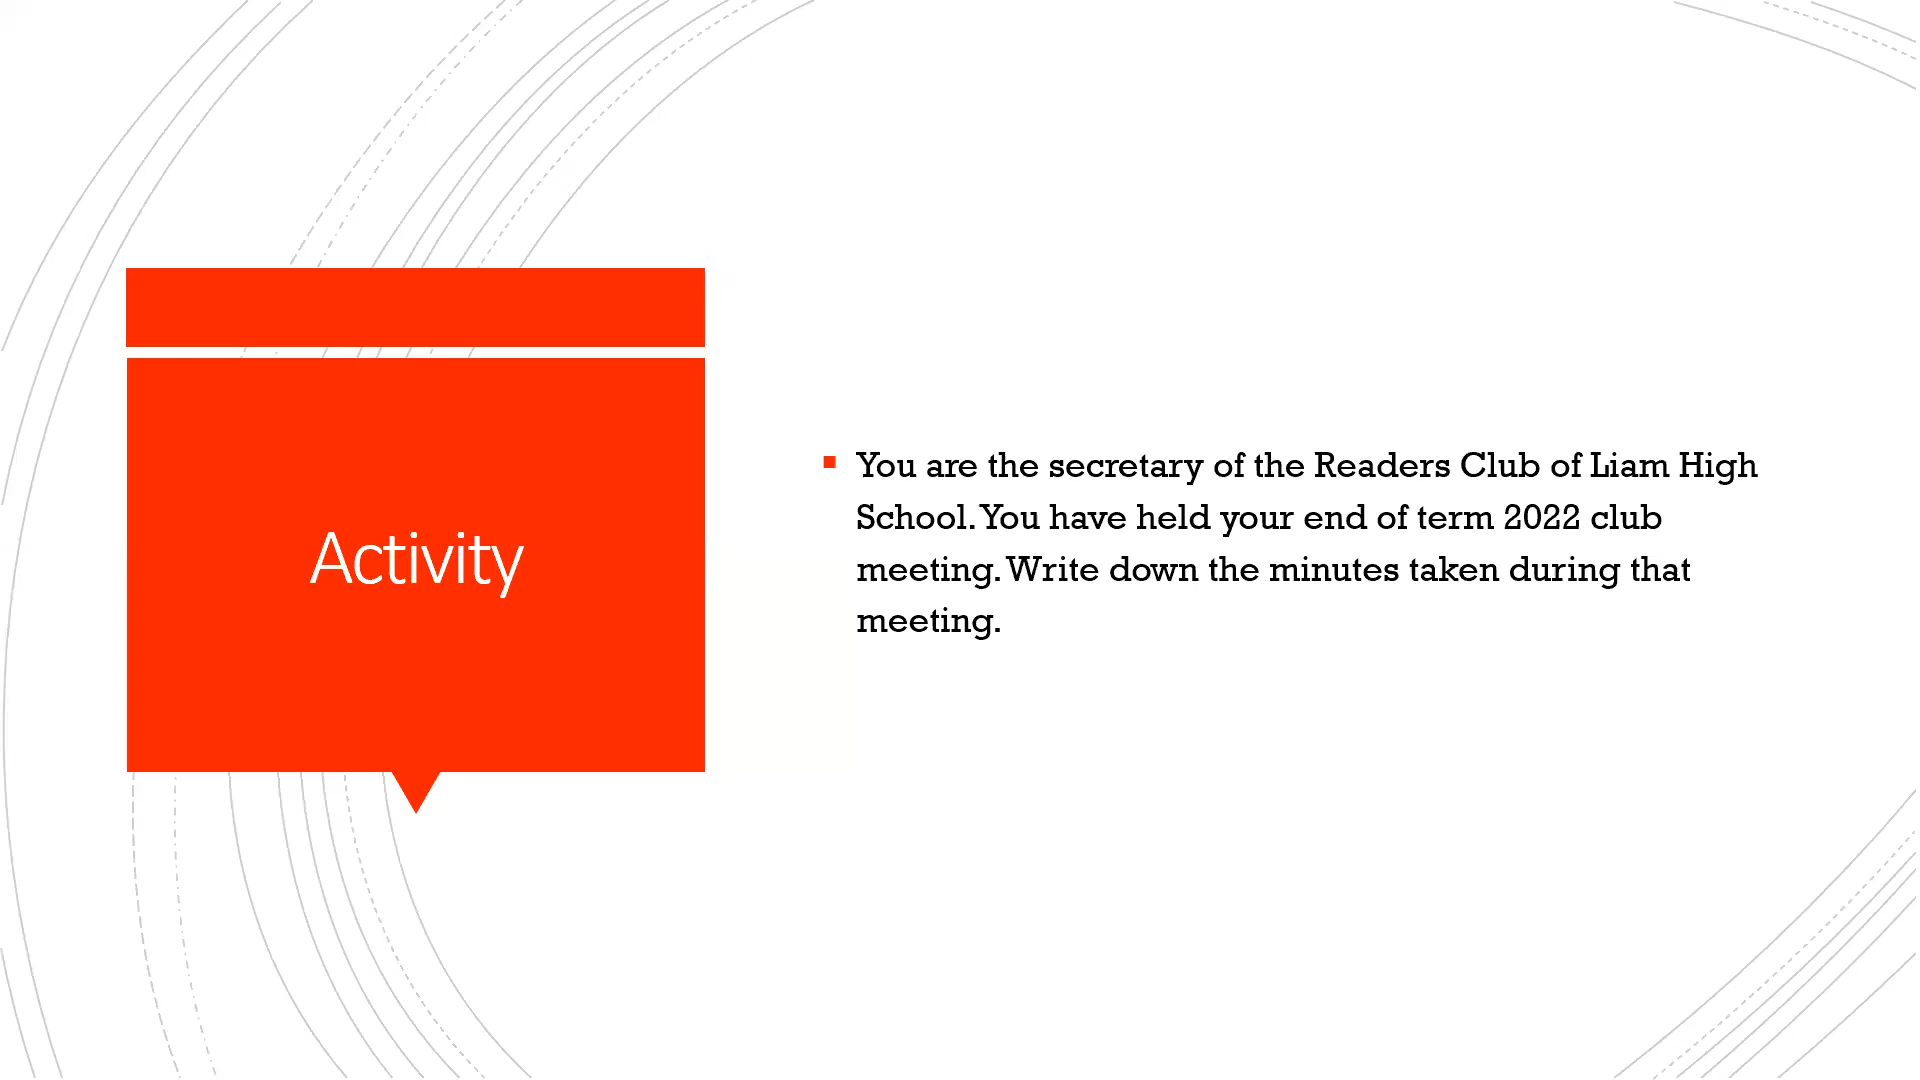 Activity
You are the secretary of the Readers Club of Liam High
School. You have held your end of term 2022 club
meeting. Write down the minutes taken during that
meeting.